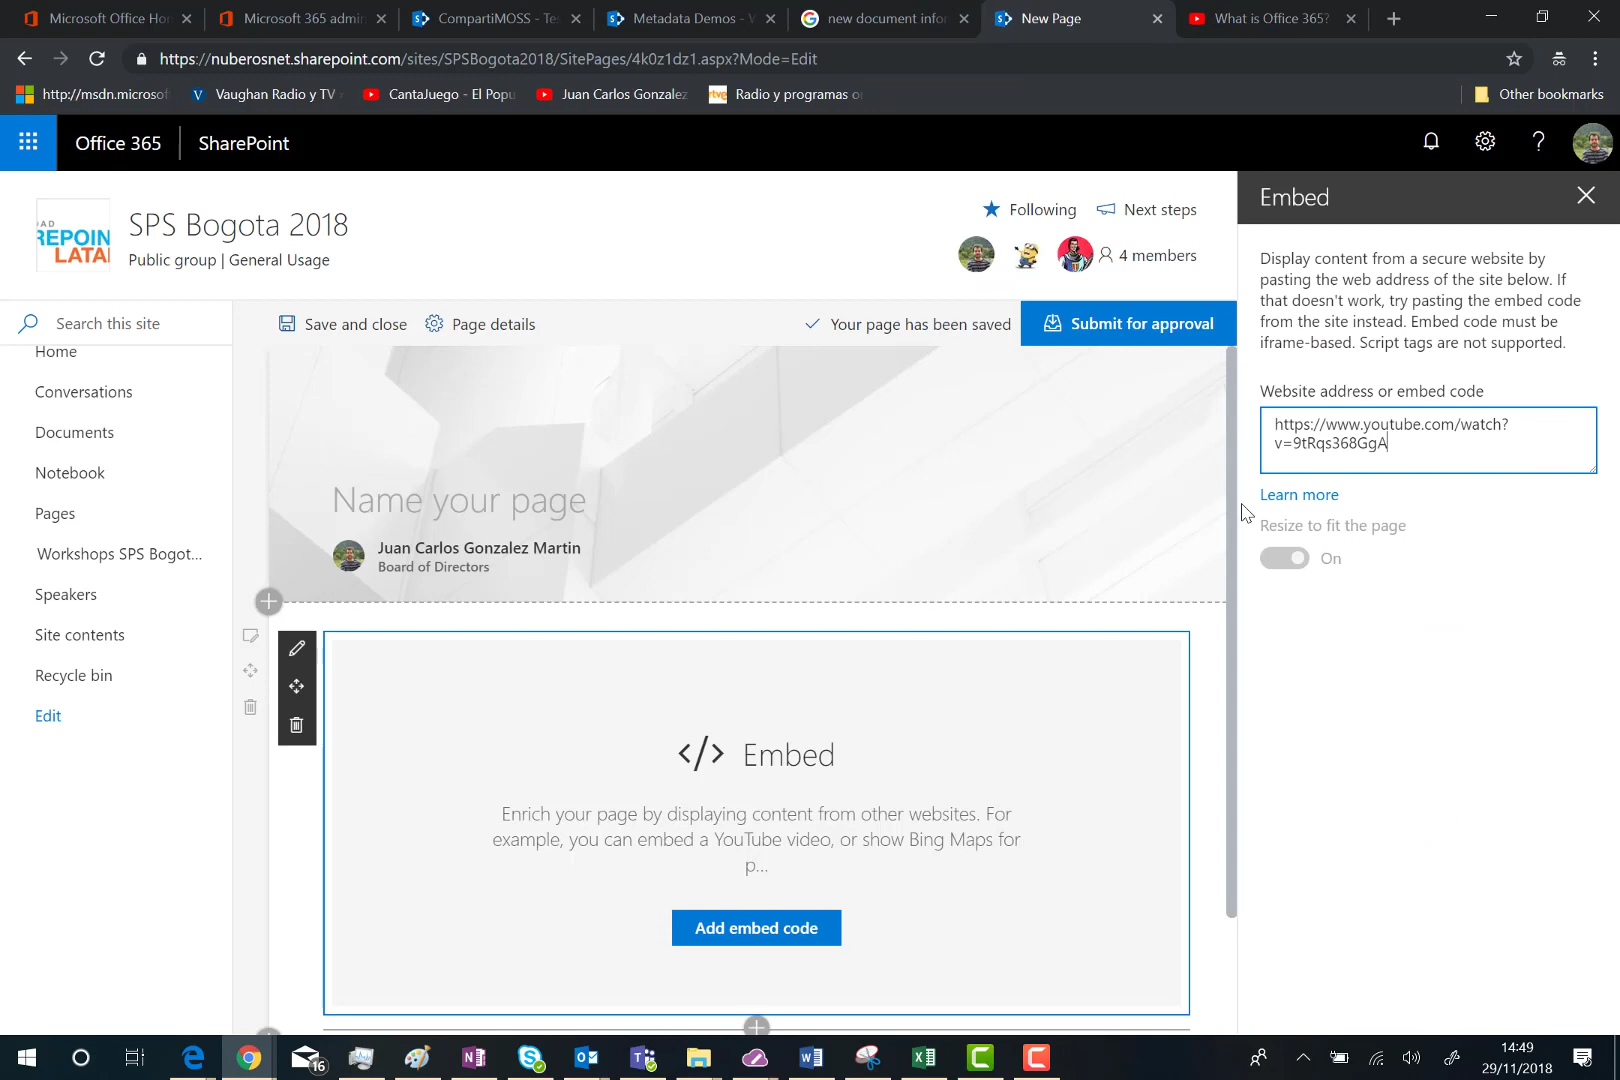 Microsoft Office Hom
Microsoft 365 admin
CompartiMOSS - Te
Metadata Demos - V
new document infor
New Page
What is Office 365?
https://nuberosnet.sharepoint.com/sites/SPSBogota2018/SitePages/4k0z1dz1.aspx?Mode=Edit
http://msdn.microsof
Vaughan Radio y TV
CantaJuego - El Popu
Juan Carlos Gonzalez
rtve
Radio y programas o
Other bookmarks
Office 365
SharePoint
Embed
AD
REPOIN
LATAI
SPS Bogota 2018
Public group | General Usage
Following
Next steps
4 members
Display content from a secure website by
pasting the web address of the site below. If
that doesn't work, try pasting the embed code
from the site instead. Embed code must be
iframe-based. Script tags are not supported.
Search this site
Save and close
Page details
Your page has been saved
Submit for approval
Website address or embed code
https://www.youtube.com/watch?
v=9tRqs368GgA
Learn more
Resize to fit the page
On
Home
Conversations
Documents
Notebook
Pages
Workshops SPS Bogot...
Speakers
Site contents
Recycle bin
Edit
Name your page
Juan Carlos Gonzalez Martin
Board of Directors
</> Embed
Enrich your page by displaying content from other websites. For
example, you can embed a YouTube video, or show Bing Maps for
p...
Add embed code
16
14:49
29/11/2018